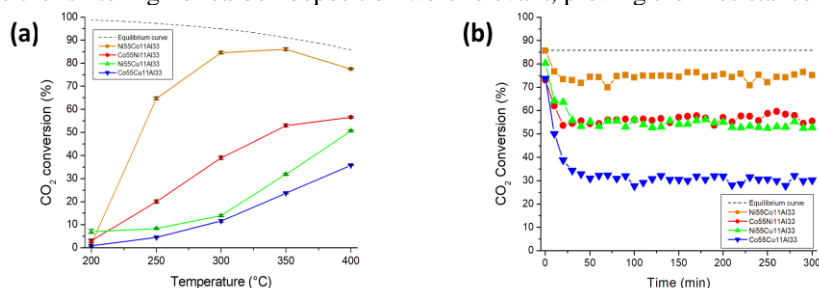 (a)
CO₂ conversion (%)
100
90
80
70
60
50
40
30
20
10
0
Equilibrium curve
Ni55Co11Al33
Co55Ni11Al33
Ni55Cu11Al33
Co55Cu11Al33
200 250 300 350 400
Temperature (°C)
(b)
CO₂ Conversion (%)
100
90
80
70
60
50
40
30
20
10
0
Equilibrium curve
Ni55Co11Al33
Co55Ni11Al33
Ni55Cu11Al33
Co55Cu11Al33
0 50 100 150 200 250 300
Time (min)